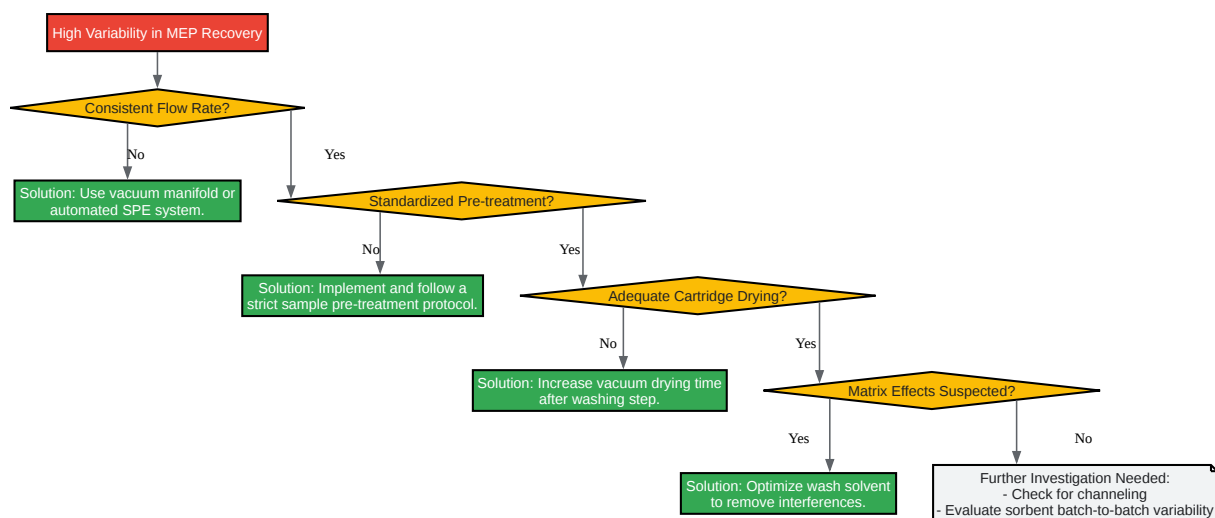 High Variability in MEP Recovery
Consistent Flow Rate?
No
Yes
Solution: Use vacuum manifold or
automated SPE system.
Standardized Pre-treatment?
No
Yes
Solution: Implement and follow a
strict sample pre-treatment protocol.
Adequate Cartridge Drying?
No
Yes
Solution: Increase vacuum drying time
after washing step.
Matrix Effects Suspected?
Yes
No
Solution: Optimize wash solvent
to remove interferences.
Further Investigation Needed:
- Check for channeling
- Evaluate sorbent batch-to-batch variability